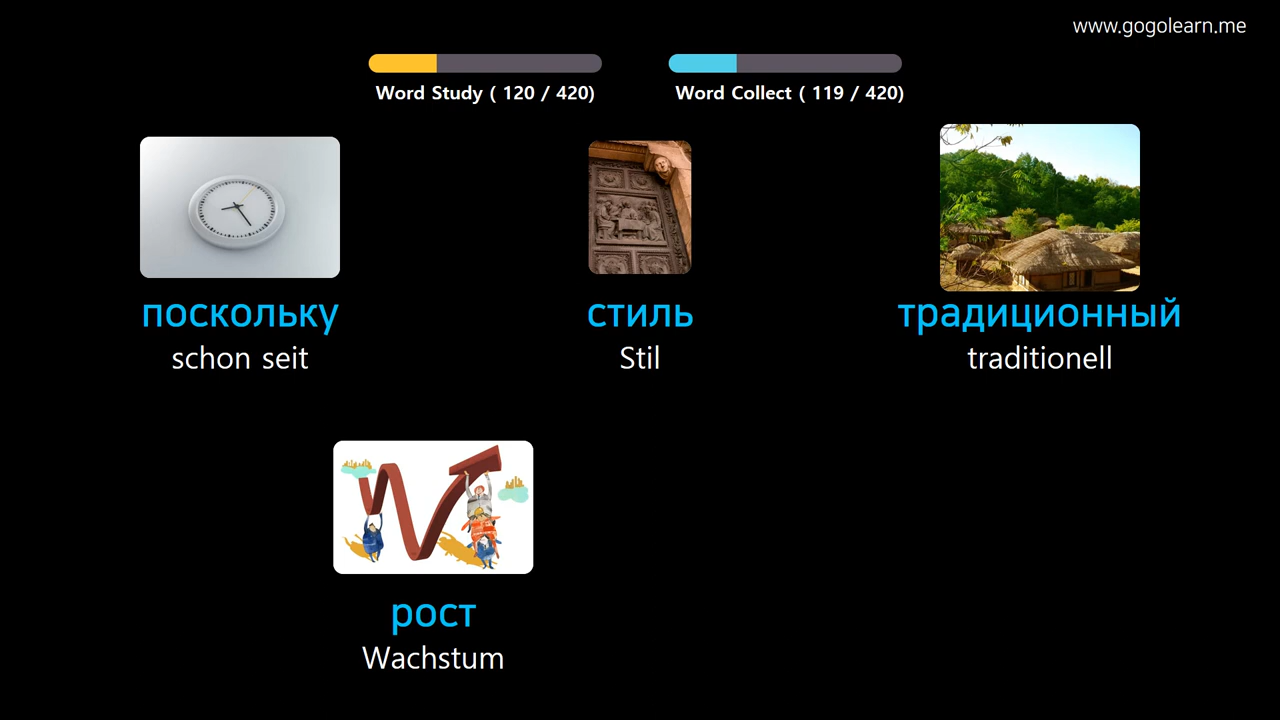 www.gogolearn.me
Word Study ( 120 / 420)
Word Collect ( 119 / 420)
поскольку
schon seit
стиль
Stil
традиционный
traditionell
рост
Wachstum